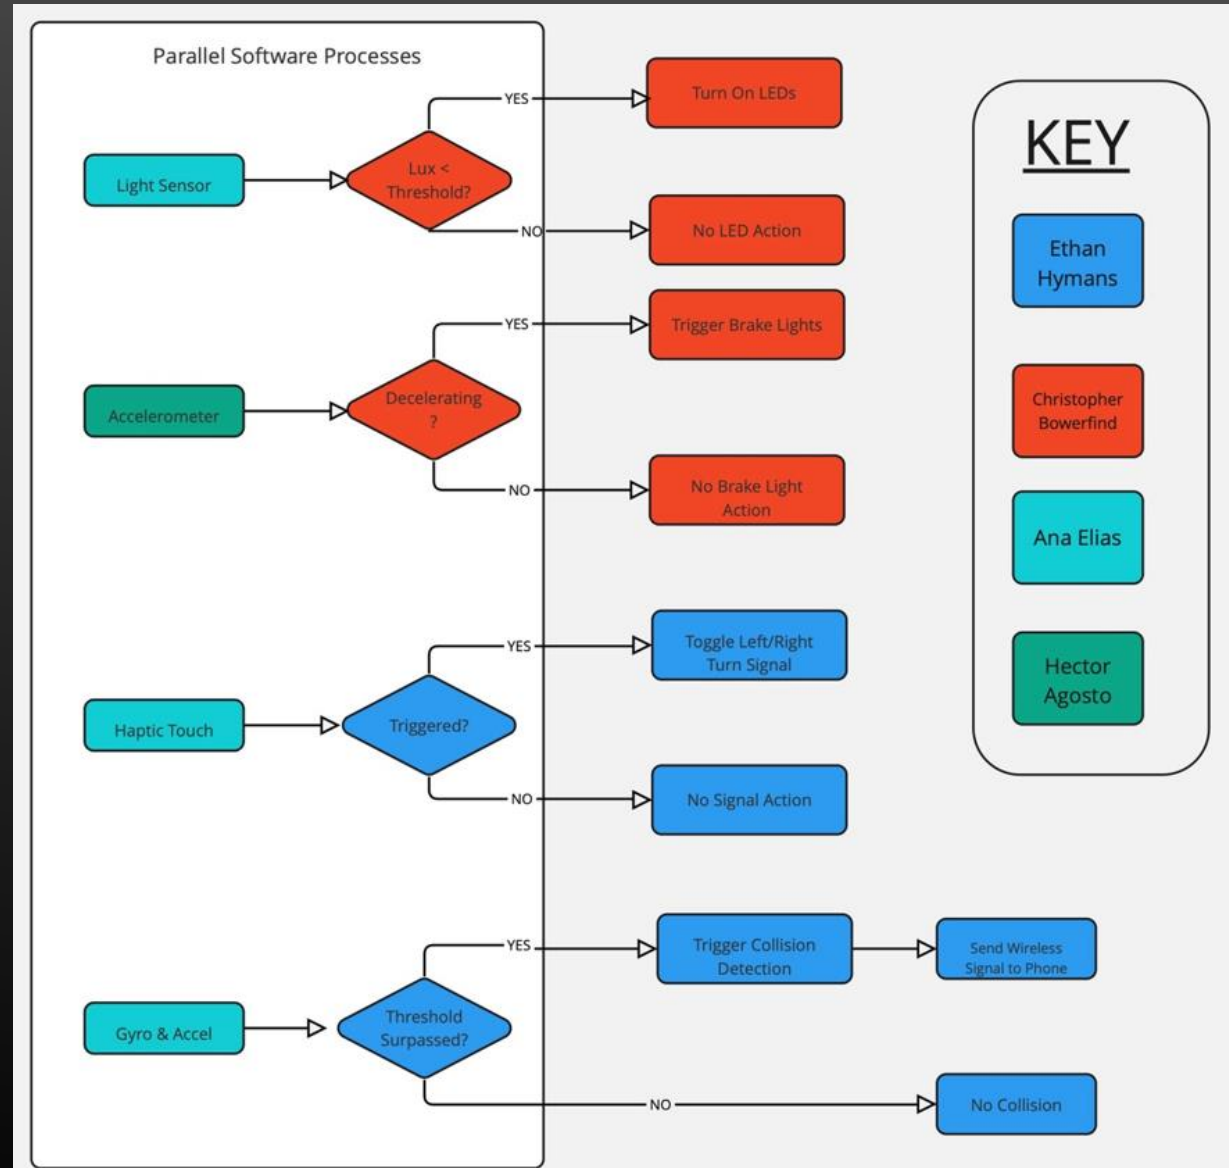 Parallel Software Processes
YES
Turn On LEDs
Light Sensor
Lux <
Threshold?
NO
No LED Action
YES
Trigger Brake Lights
Accelerometer
Decelerating
?
NO
No Brake Light
Action
YES
Toggle Left/Right
Turn Signal
Haptic Touch
Triggered?
NO
No Signal Action
YES
Trigger Collision
Detection
Send Wireless
Signal to Phone
Gyro & Accel
Threshold
Surpassed?
NO
No Collision
KEY
Ethan
Hymans
Christopher
Bowerfind
Ana Elias
Hector
Agosto